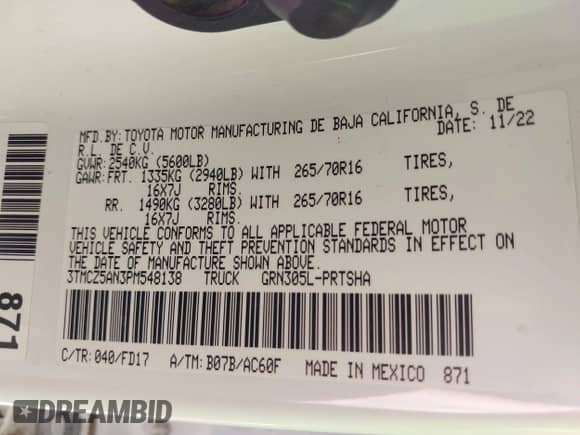 MFD.BY:TOYOTA MOTOR MANUFACTURING DE BAJA CALIFORNIA, S. DE
R.L. DE C.V. DATE: 11/22
GVWR:2540KG (5600LB)
GAWR:FRT. 1335KG (2940LB) WITH 265/70R16 TIRES,
16X7J RIMS,
RR. 1490KG (3280LB) WITH 265/70R16 TIRES,
16X7J RIMS.
THIS VEHICLE CONFORMS TO ALL APPLICABLE FEDERAL MOTOR
VEHICLE SAFETY AND THEFT PREVENTION STANDARDS IN EFFECT ON
THE DATE OF MANUFACTURE SHOWN ABOVE.
3TMCZ5AN3PM548138 TRUCK GRN305L-PRTSHA
C/TR:040/FD17 A/TM:B07B/AC60F MADE IN MEXICO 871
871
DREAMBID